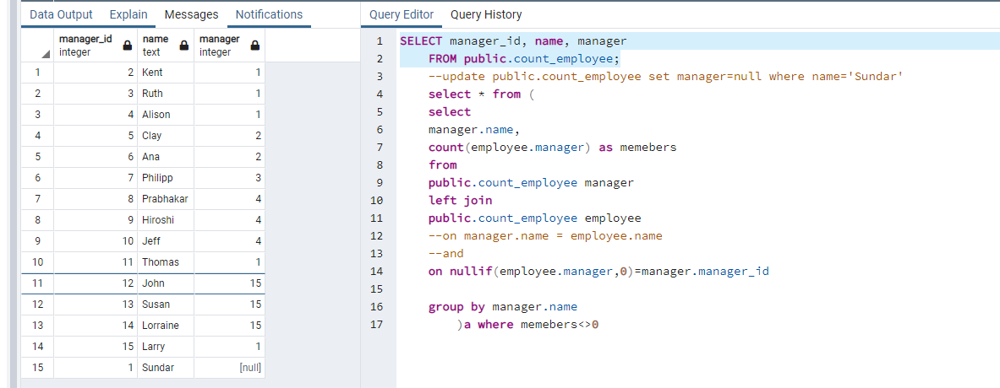 Data Output Explain Messages Notifications
manager_id integer name text manager integer
1 2 Kent 1
2 3 Ruth 1
3 4 Alison 1
4 5 Clay 2
5 6 Ana 2
6 7 Philipp 3
7 8 Prabhakar 4
8 9 Hiroshi 4
9 10 Jeff 4
10 11 Thomas 1
11 12 John 15
12 13 Susan 15
13 14 Lorraine 15
14 15 Larry 1
15 1 Sundar [null]
Query Editor Query History
1 SELECT manager_id, name, manager
2 FROM public.count_employee;
3 --update public.count_employee set manager=null where name='Sundar'
4 select * from (
5 select
6 manager.name,
7 count(employee.manager) as memebers
8 from
9 public.count_employee manager
10 left join
11 public.count_employee employee
12 --on manager.name = employee.name
13 --and
14 on nullif(employee.manager,0)=manager.manager_id
15
16 group by manager.name
17 )a where memebers<>0